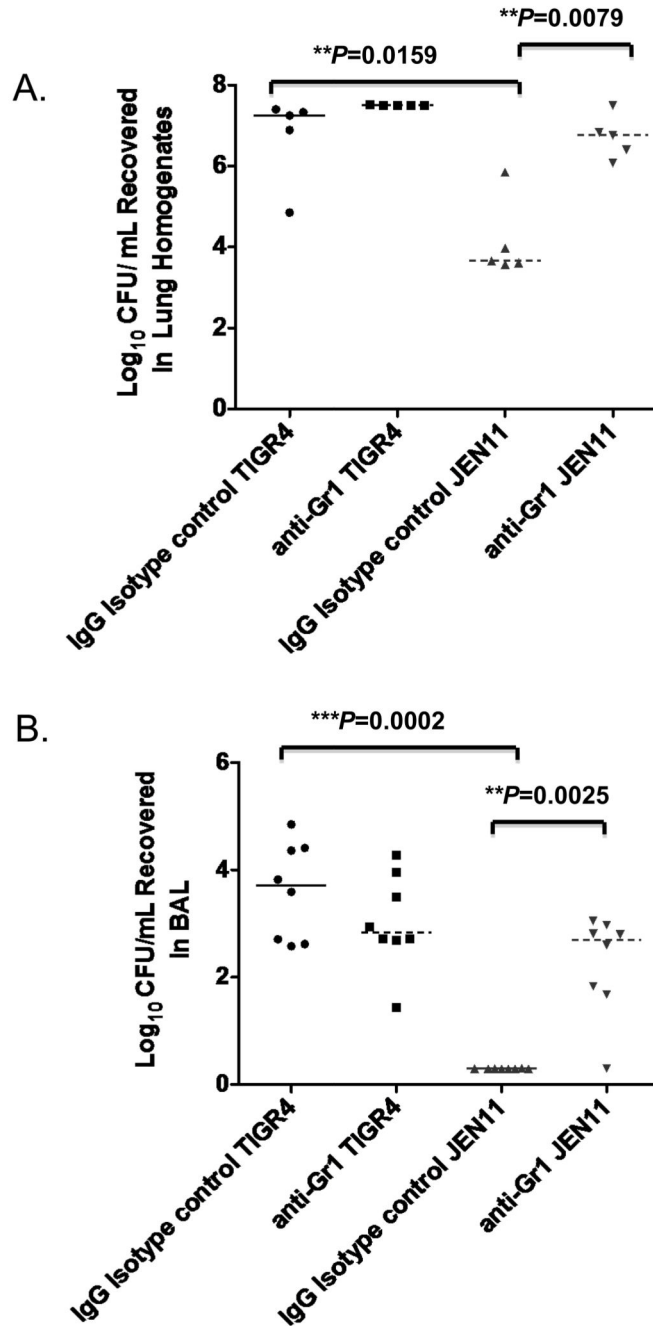 **P=0.0079
**P=0.0159
A.
8
6
4
2
0
Log10 CFU/ mL Recovered
In Lung Homogenates
IgG Isotype control TIGR4
anti-Gr1 TIGR4
IgG Isotype control JEN11
anti-Gr1 JEN11
B.
***P=0.0002
**P=0.0025
6
4
2
0
Log10 CFU/mL Recovered
In BAL
IgG Isotype control TIGR4
anti-Gr1 TIGR4
IgG Isotype control JEN11
anti-Gr1 JEN11